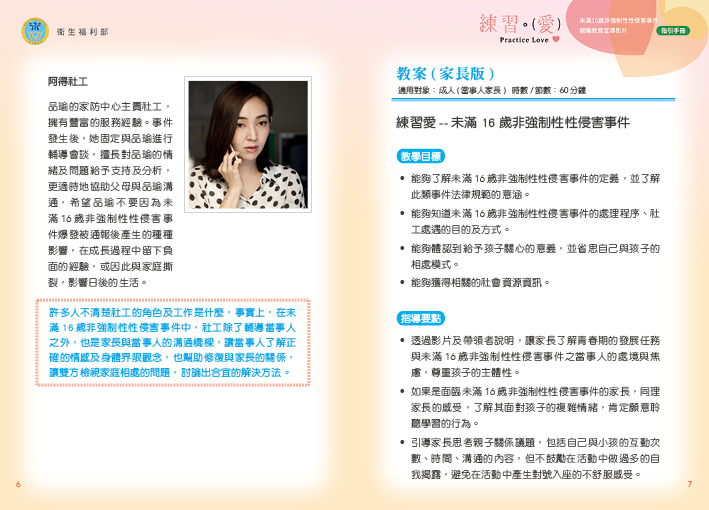 衛生福利部
阿得社工
品瑜的家防中心主責社工，
擁有豐富的服務經驗。事件
發生後，她固定與品瑜進行
輔導會談，擅長對品瑜的情
緒及問題給予支持及分析，
更適時地協助父母與品瑜溝
通，希望品瑜不要因為未
滿 16 歲非強制性性侵害事
件爆發被通報後產生的種種
影響，在成長過程中留下負
面的經驗，或因此與家庭撕
裂，影響日後的生活。
許多人不清楚社工的角色及工作是什麼，事實上，在未
滿 16 歲非強制性性侵害事件中，社工除了輔導當事人
之外，也是家長與當事人的溝通橋樑，讓當事人了解正
確的情感及身體界限觀念，也幫助修復與家長的關係，
讓雙方檢視家庭相處的問題，討論出合宜的解決方法。
6
練習。(愛)
Practice Love
未滿16歲非強制性性侵害事件
親職教育宣導影片
指引手冊
教案 ( 家長版 )
適用對象：成人 ( 當事人家長 ) 時數 / 節數：60 分鐘
練習愛 -- 未滿 16 歲非強制性性侵害事件
教學目標
• 能夠了解未滿 16 歲非強制性性侵害事件的定義，並了解
此類事件法律規範的意涵。
• 能夠知道未滿 16 歲非強制性性侵害事件的處理程序、社
工處遇的目的及方式。
• 能夠體認到給予孩子關心的意義，並省思自己與孩子的
相處模式。
• 能夠獲得相關的社會資源資訊。
指導要點
• 透過影片及帶領者說明，讓家長了解青春期的發展任務
與未滿 16 歲非強制性性侵害事件之當事人的處境與焦
慮，尊重孩子的主體性。
• 如果是面臨未滿 16 歲非強制性性侵害事件的家長，同理
家長的感受，了解其面對孩子的複雜情緒，肯定願意聆
聽學習的行為。
• 引導家長思考親子關係議題，包括自己與小孩的互動次
數、時間、溝通的內容，但不鼓勵在活動中做過多的自
我揭露，避免在活動中產生對號入座的不舒服感受。
7